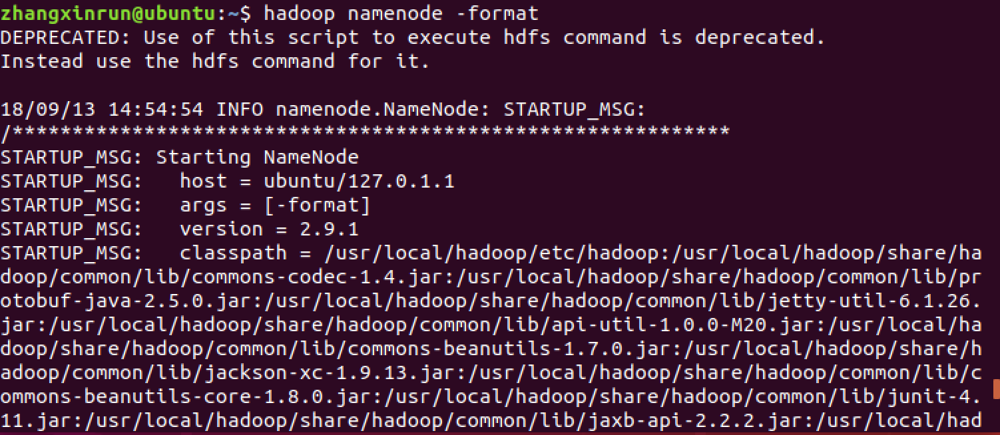 zhangxinrun@ubuntu:~$ hadoop namenode -format
DEPRECATED: Use of this script to execute hdfs command is deprecated.
Instead use the hdfs command for it.
18/09/13 14:54:54 INFO namenode.NameNode: STARTUP_MSG:
/************************************************************
STARTUP_MSG: Starting NameNode
STARTUP_MSG:   host = ubuntu/127.0.1.1
STARTUP_MSG:   args = [-format]
STARTUP_MSG:   version = 2.9.1
STARTUP_MSG:   classpath = /usr/local/hadoop/etc/hadoop:/usr/local/hadoop/share/ha
doop/common/lib/commons-codec-1.4.jar:/usr/local/hadoop/share/hadoop/common/lib/pr
otobuf-java-2.5.0.jar:/usr/local/hadoop/share/hadoop/common/lib/jetty-util-6.1.26.
jar:/usr/local/hadoop/share/hadoop/common/lib/api-util-1.0.0-M20.jar:/usr/local/ha
doop/share/hadoop/common/lib/commons-beanutils-1.7.0.jar:/usr/local/hadoop/share/h
adoop/common/lib/jackson-xc-1.9.13.jar:/usr/local/hadoop/share/hadoop/common/lib/c
ommons-beanutils-core-1.8.0.jar:/usr/local/hadoop/share/hadoop/common/lib/junit-4.
11.jar:/usr/local/hadoop/share/hadoop/common/lib/jaxb-api-2.2.2.jar:/usr/local/had